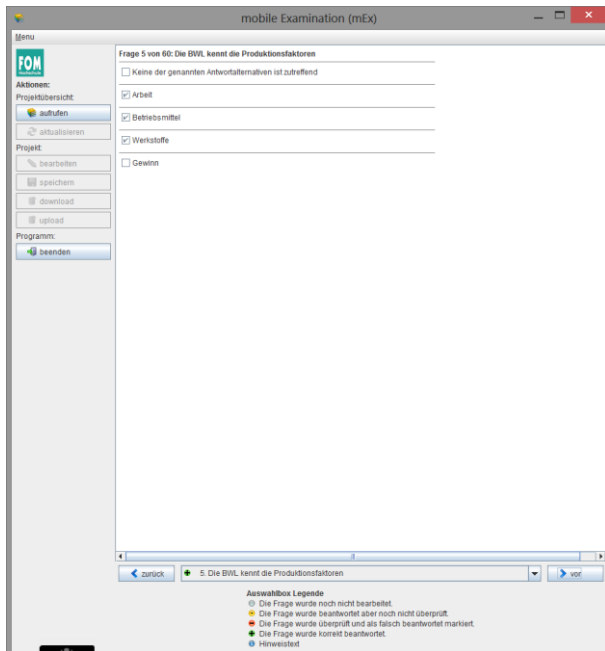 mobile Examination (mEx)
Menu
FOM
Hochschule
Aktionen:
Projektübersicht:
aufrufen
aktualisieren
Projekt:
bearbeiten
speichern
download
upload
Programm:
beenden
Frage 5 von 60: Die BWL kennt die Produktionsfaktoren
Keine der genannten Antwortalternativen ist zutreffend
Arbeit
Betriebsmittel
Werkstoffe
Gewinn
zurück
5. Die BWL kennt die Produktionsfaktoren
vor
Auswahlbox Legende
Die Frage wurde noch nicht bearbeitet.
Die Frage wurde beantwortet aber noch nicht überprüft.
Die Frage wurde überprüft und als falsch beantwortet markiert.
Die Frage wurde korrekt beantwortet.
Hinweistext